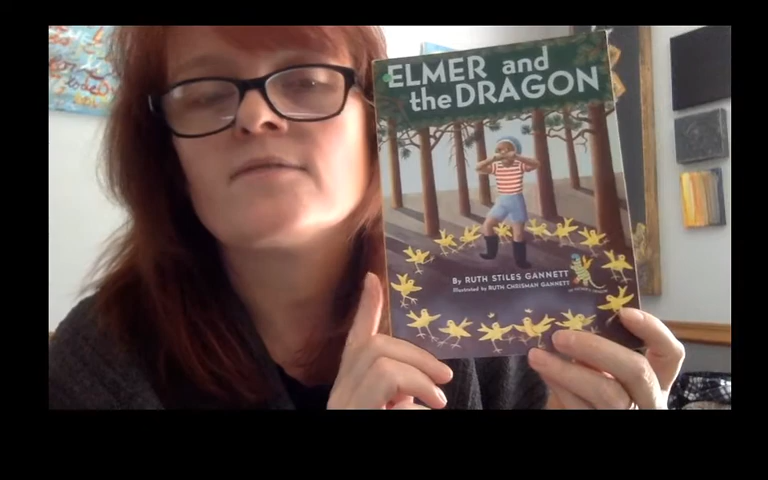 ELMER and
the DRAGON
By RUTH STILES GANNETT
Illustrated by RUTH CHRISMAN GANNETT